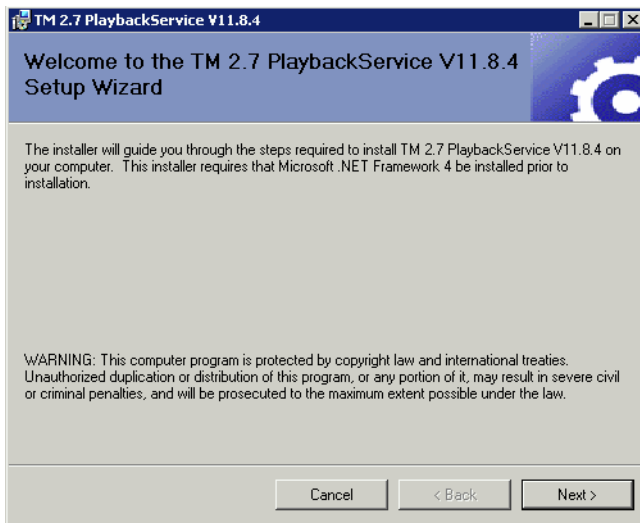 TM 2.7 PlaybackService V11.8.4
Welcome to the TM 2.7 PlaybackService V11.8.4
Setup Wizard
The installer will guide you through the steps required to install TM 2.7 PlaybackService V11.8.4 on
your computer. This installer requires that Microsoft .NET Framework 4 be installed prior to
installation.
WARNING: This computer program is protected by copyright law and international treaties.
Unauthorized duplication or distribution of this program, or any portion of it, may result in severe civil
or criminal penalties, and will be prosecuted to the maximum extent possible under the law.
Cancel < Back Next >